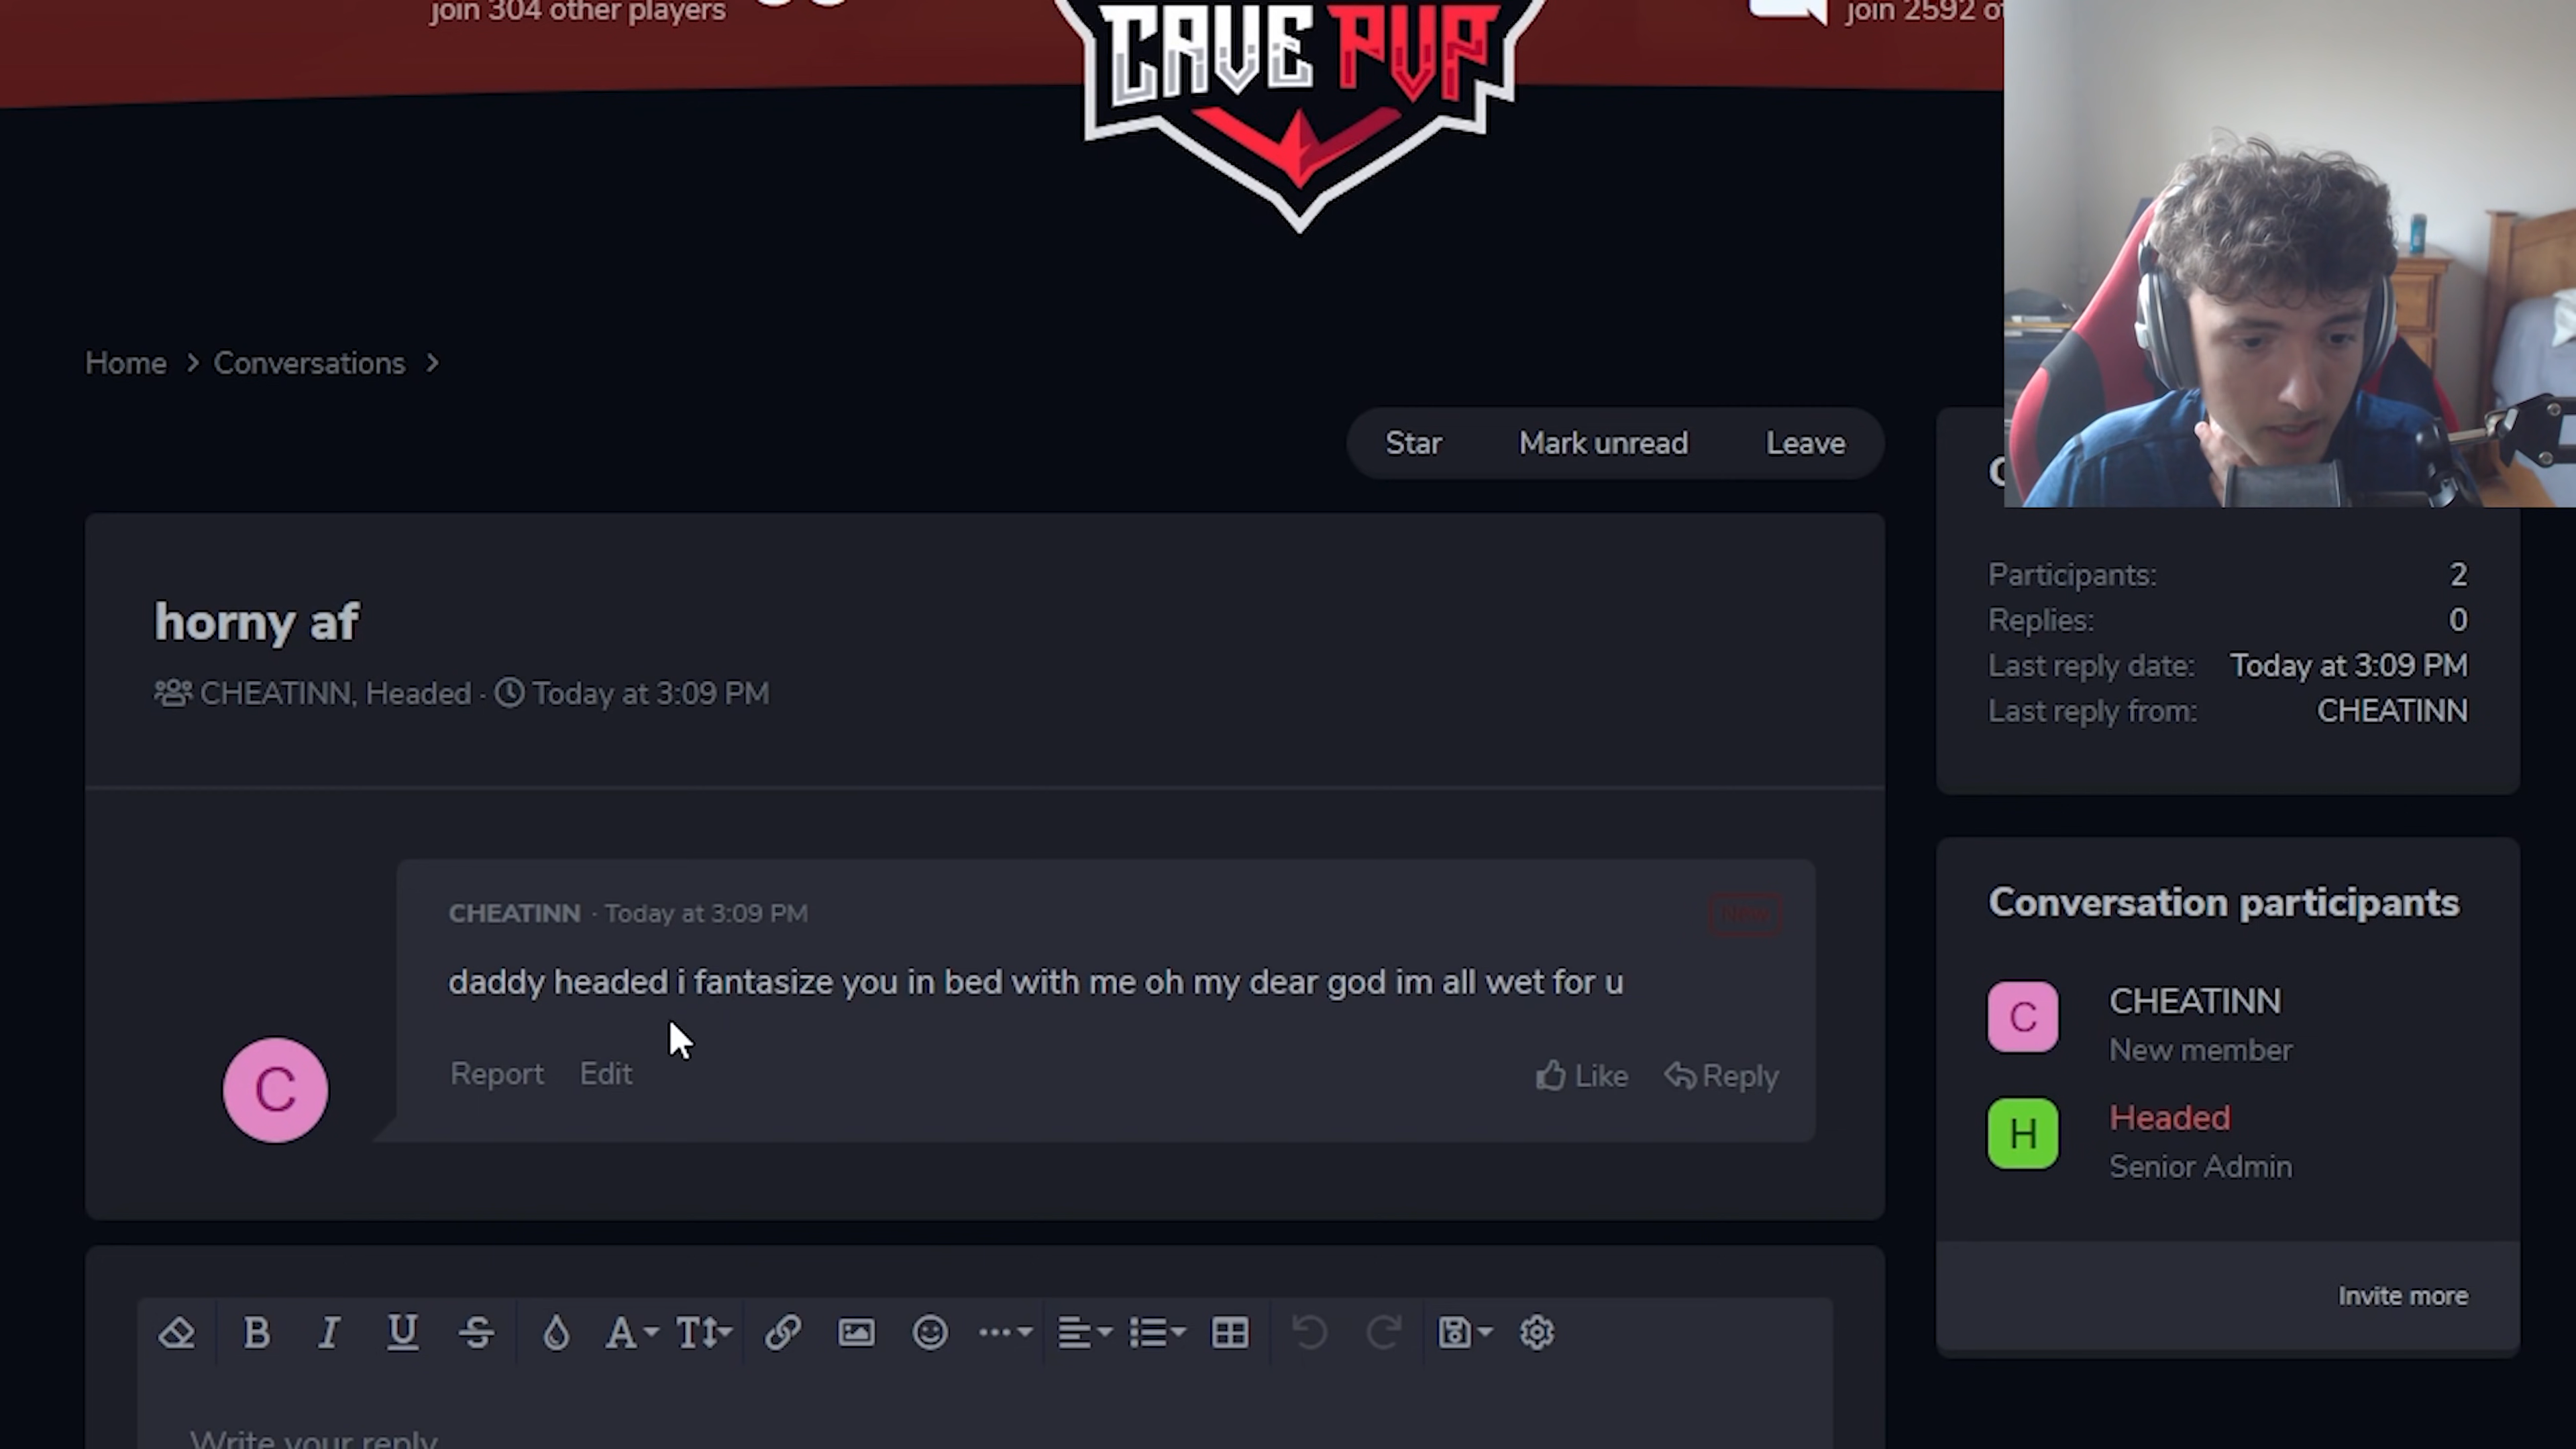 join 304 other players
CAVE PVP
join 2592
Home
Conversations
Star
Mark unread
Leave
horny af
CHEATINN, Headed · Today at 3:09 PM
Participants: 2
Replies: 0
Last reply date: Today at 3:09 PM
Last reply from: CHEATINN
CHEATINN · Today at 3:09 PM
New
daddy headed i fantasize you in bed with me oh my dear god im all wet for u
Report
Edit
Like
Reply
C
Conversation participants
C
CHEATINN
New member
H
Headed
Senior Admin
Invite more
Write your reply